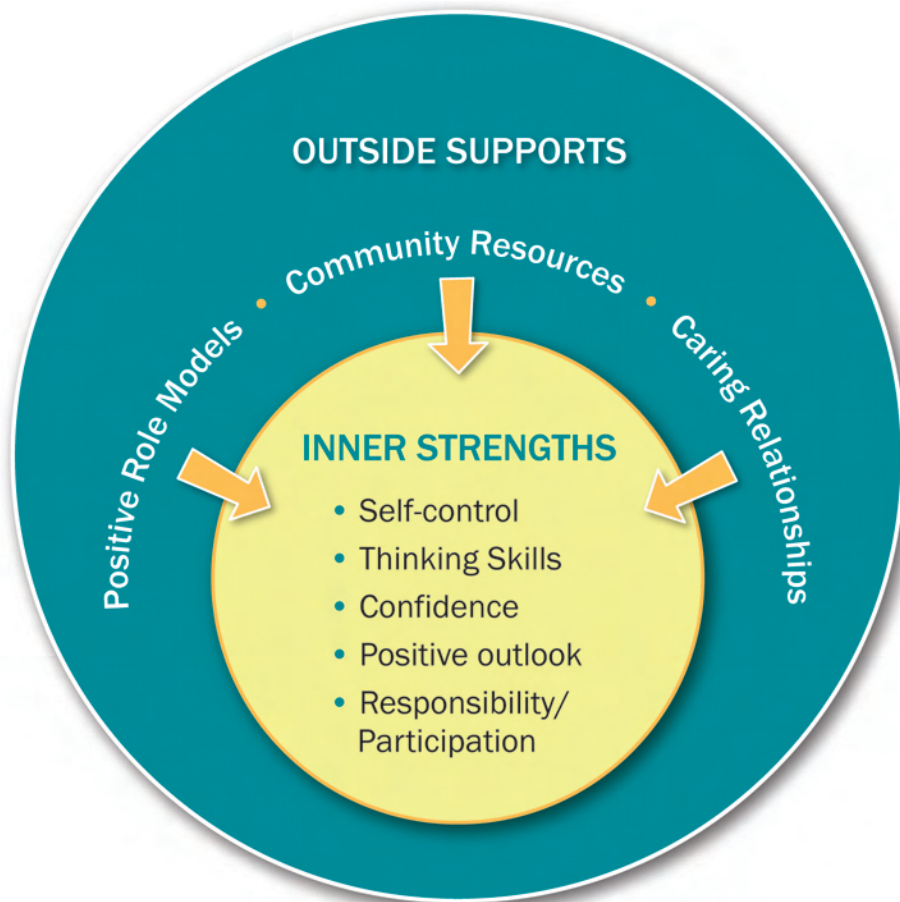 OUTSIDE SUPPORTS
Positive Role Models • Community Resources • Caring Relationships
INNER STRENGTHS
• Self-control
• Thinking Skills
• Confidence
• Positive outlook
• Responsibility/
Participation